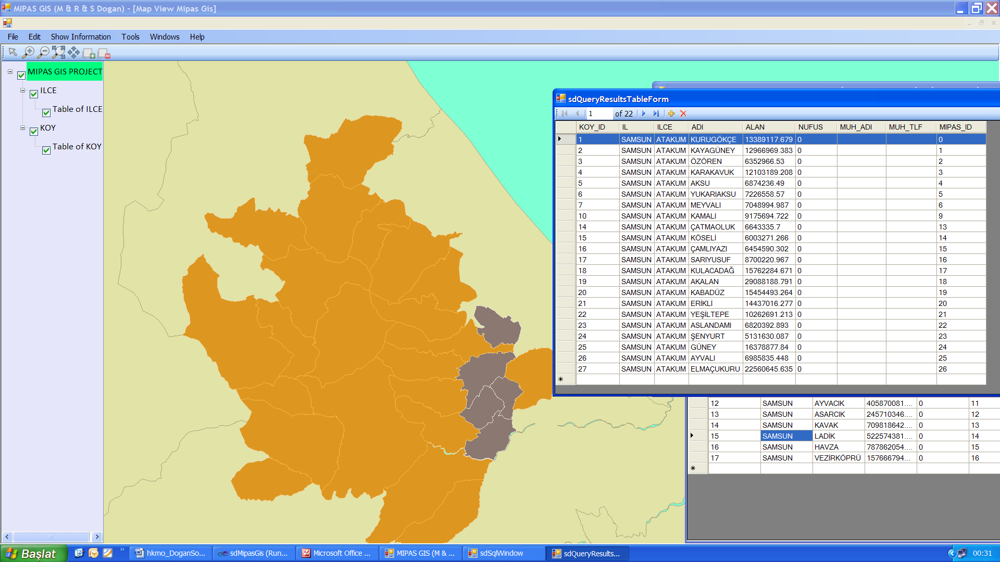 MIPAS GIS (M & R & S Dogan) - [Map View Mipas Gis]
File Edit Show Information Tools Windows Help
MIPAS GIS PROJECT
ILCE
Table of ILCE
KOY
Table of KOY
sdQueryResultsTableForm
1 of 22
KOY_ID IL ILCE ADI ALAN NUFUS MUH_ADI MUH_TLF MIPAS_ID
1 SAMSUN ATAKUM KURUGÖKÇE 13389117.679 0 0
2 SAMSUN ATAKUM KAYAGÜNEY 12966969.383 0 1
3 SAMSUN ATAKUM ÖZÖREN 6352966.53 0 2
4 SAMSUN ATAKUM KARAKAVUK 12103189.208 0 3
5 SAMSUN ATAKUM AKSU 6874236.49 0 4
6 SAMSUN ATAKUM YUKARIAKSU 7226558.57 0 5
7 SAMSUN ATAKUM MEYVALI 7048994.987 0 6
10 SAMSUN ATAKUM KAMALI 9175694.722 0 9
14 SAMSUN ATAKUM ÇATMAOLUK 6643335.7 0 13
15 SAMSUN ATAKUM KÖSELİ 6003271.266 0 14
16 SAMSUN ATAKUM ÇAMLIYAZI 6454590.302 0 15
17 SAMSUN ATAKUM SARIYUSUF 8700220.967 0 16
18 SAMSUN ATAKUM KULACADAĞ 15762284.671 0 17
19 SAMSUN ATAKUM AKALAN 29088188.791 0 18
20 SAMSUN ATAKUM KABADÜZ 15454493.264 0 19
21 SAMSUN ATAKUM ERİKLİ 14437016.277 0 20
22 SAMSUN ATAKUM YEŞİLTEPE 10262691.213 0 21
23 SAMSUN ATAKUM ASLANDAMI 6820392.893 0 22
24 SAMSUN ATAKUM ŞENYURT 5131630.087 0 23
25 SAMSUN ATAKUM GÜNEY 16378877.84 0 24
26 SAMSUN ATAKUM AYVALI 6985835.448 0 25
27 SAMSUN ATAKUM ELMAÇUKURU 22560645.635 0 26
12 SAMSUN AYVACIK 405870081.... 0 11
13 SAMSUN ASARCIK 245710346.... 0 12
14 SAMSUN KAVAK 709818642.... 0 13
15 SAMSUN LADİK 522574381.... 0 14
16 SAMSUN HAVZA 787862054.... 0 15
17 SAMSUN VEZİRKÖPRÜ 157666794... 0 16
Başlat hkmo_DoganSo... sdMipasGis (Run... Microsoft Office ... MIPAS GIS (M & ... sdSqlWindow sdQueryResults... 00:31